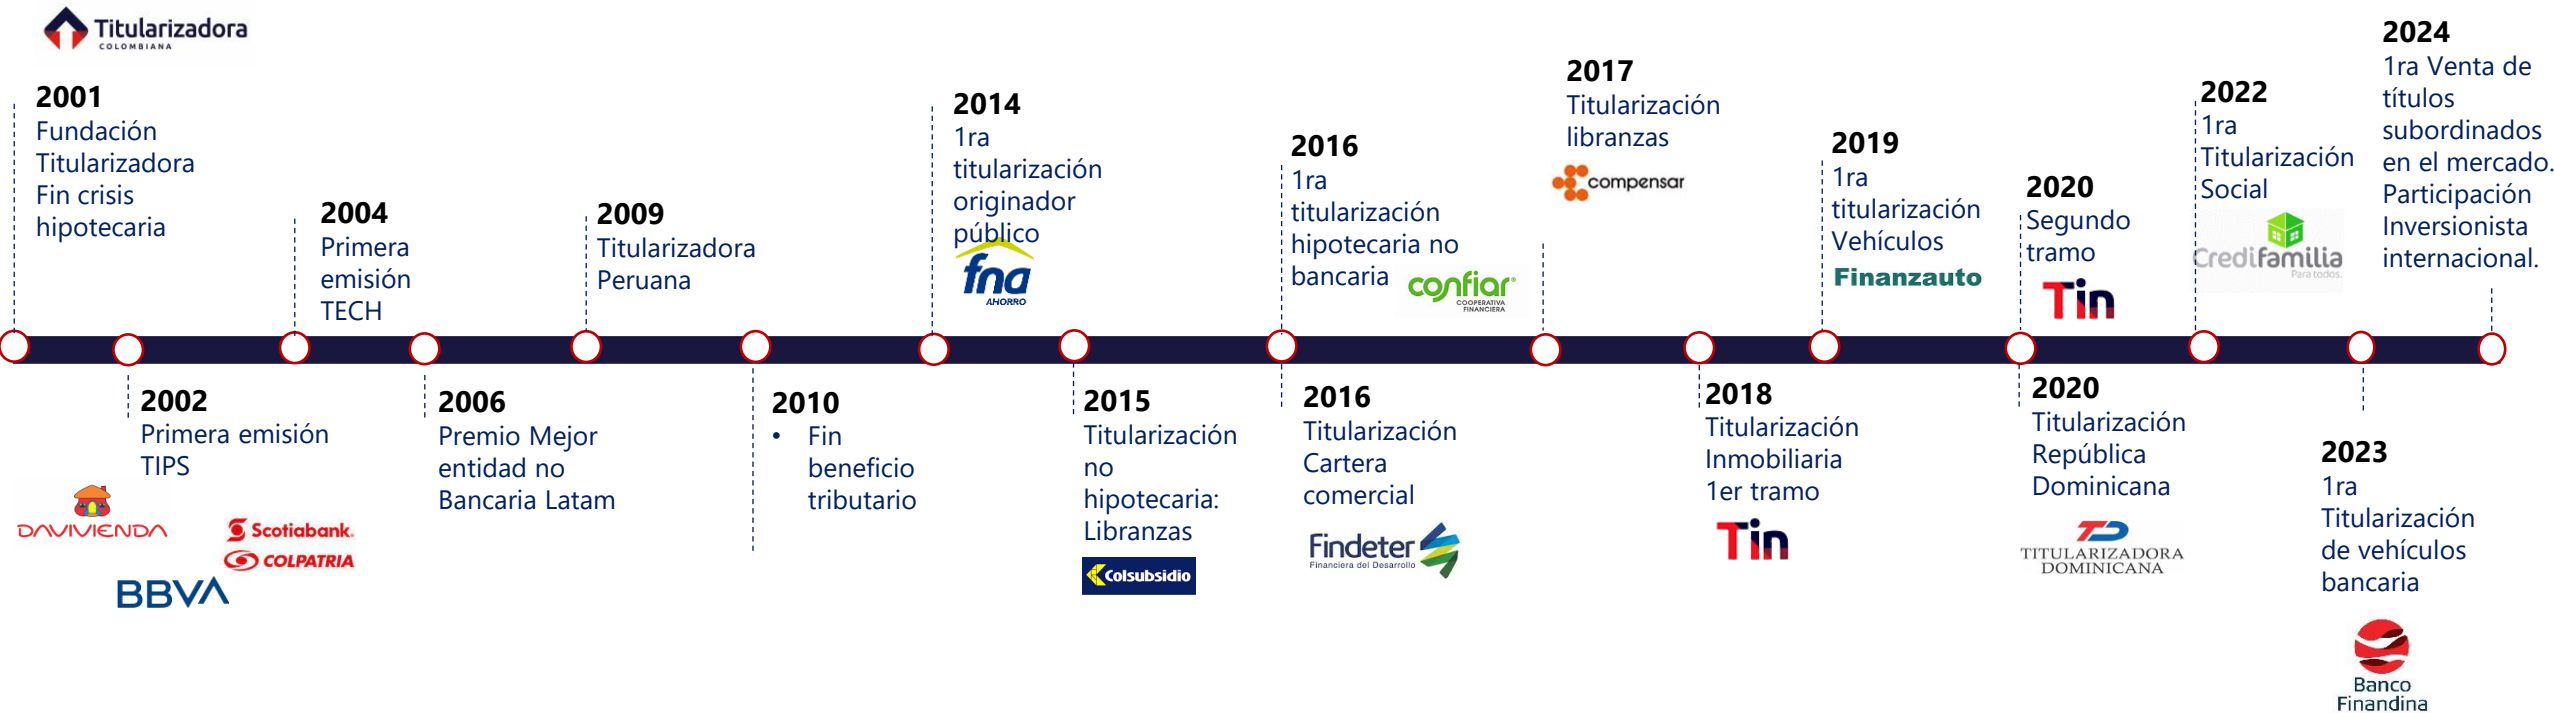 Titularizadora
COLOMBIANA
2001
Fundación
Titularizadora
Fin crisis
hipotecaria
2002
Primera emisión
TIPS
DAVIVIENDA
Scotiabank.
COLPATRIA
BBVA
2004
Primera
emisión
TECH
2006
Premio Mejor
entidad no
Bancaria Latam
2009
Titularizadora
Peruana
2010
• Fin
beneficio
tributario
2014
1ra
titularización
originador
público
fna
AHORRO
2015
Titularización
no
hipotecaria:
Libranzas
Colsubsidio
2016
1ra
titularización
hipotecaria no
bancaria
confiar®
COOPERATIVA
FINANCIERA
2016
Titularización
Cartera
comercial
Findeter
Financiera del Desarrollo
2017
Titularización
libranzas
compensar
2018
Titularización
Inmobiliaria
1er tramo
Tin
2019
1ra
titularización
Vehículos
Finanzauto
2020
Segundo
tramo
Tin
2020
Titularización
República
Dominicana
TD
TITULARIZADORA
DOMINICANA
2022
1ra
Titularización
Social
Credifamilia
Para todos.
2023
1ra
Titularización
de vehículos
bancaria
Banco
Finandina
2024
1ra Venta de
títulos
subordinados
en el mercado.
Participación
Inversionista
internacional.